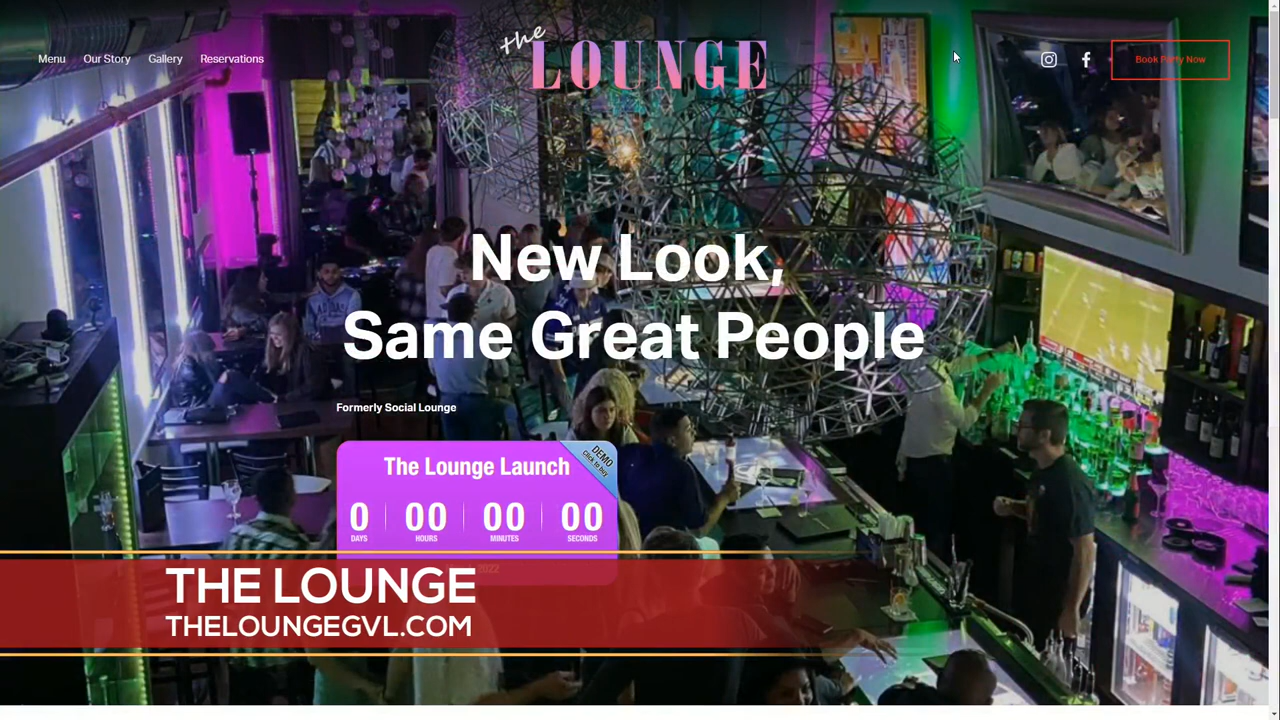 Menu Our Story Gallery Reservations
the
LOUNGE
Book Party Now
New Look,
Same Great People
Formerly Social Lounge
DEMO
Click to Buy
The Lounge Launch
0 00 00 00
DAYS HOURS MINUTES SECONDS
2022
THE LOUNGE
THELOUNGEGVL.COM